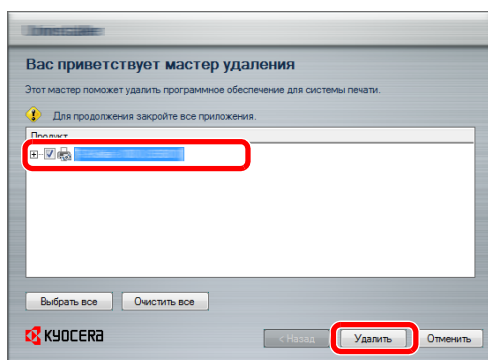 Вас приветствует мастер удаления
Этот мастер поможет удалить программное обеспечение для системы печати.
Для продолжения закройте все приложения.
Продукт
Выбрать все Очистить все
KYOCERA < Назад Удалить Отменить